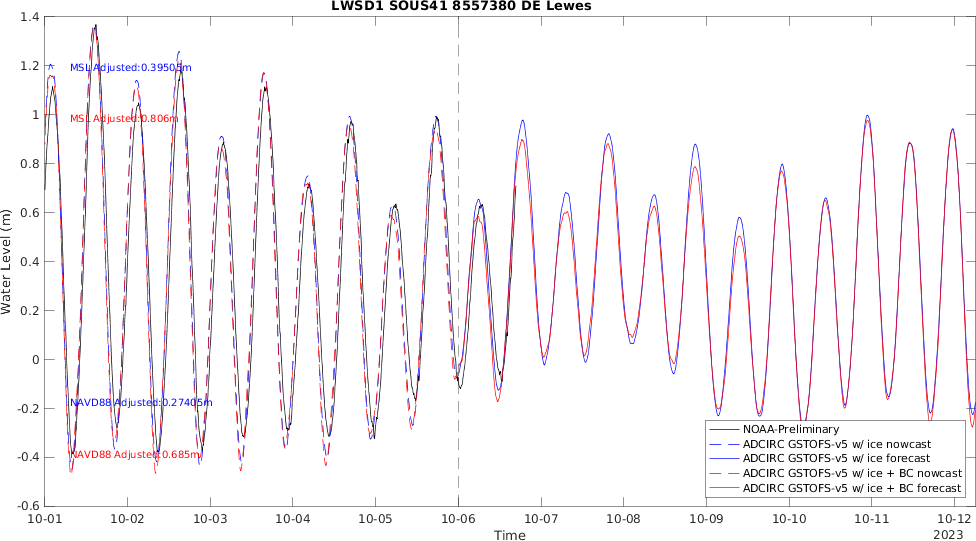 LWSD1 SOUS41 8557380 DE Lewes
Water Level (m)
1.4
1.2
1
0.8
0.6
0.4
0.2
0
-0.2
-0.4
-0.6
MSL Adjusted:0.39505m
MSL Adjusted:0.806m
NAVD88 Adjusted:0.27405m
NAVD88 Adjusted:0.685m
NOAA-Preliminary
ADCIRC GSTOFS-v5 w/ ice nowcast
ADCIRC GSTOFS-v5 w/ ice forecast
ADCIRC GSTOFS-v5 w/ ice + BC nowcast
ADCIRC GSTOFS-v5 w/ ice + BC forecast
10-01 10-02 10-03 10-04 10-05 10-06 10-07 10-08 10-09 10-10 10-11 10-12
2023
Time